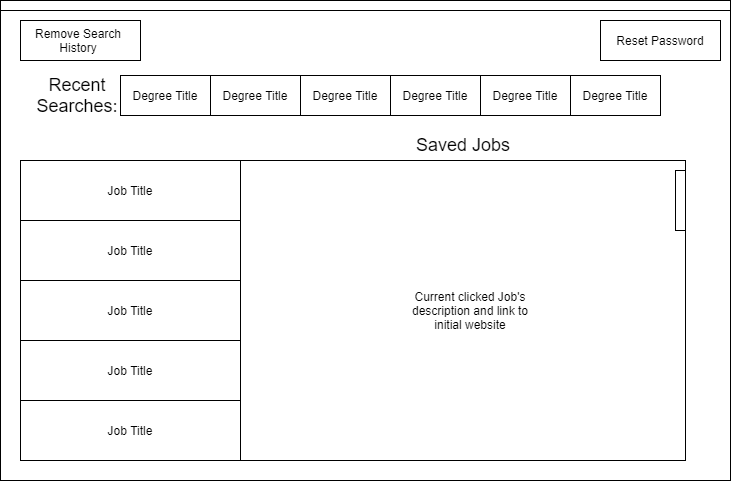 Remove Search
History
Reset Password
Recent
Searches:
Degree Title
Degree Title
Degree Title
Degree Title
Degree Title
Degree Title
Saved Jobs
Job Title
Job Title
Job Title
Job Title
Job Title
Current clicked Job's
description and link to
initial website